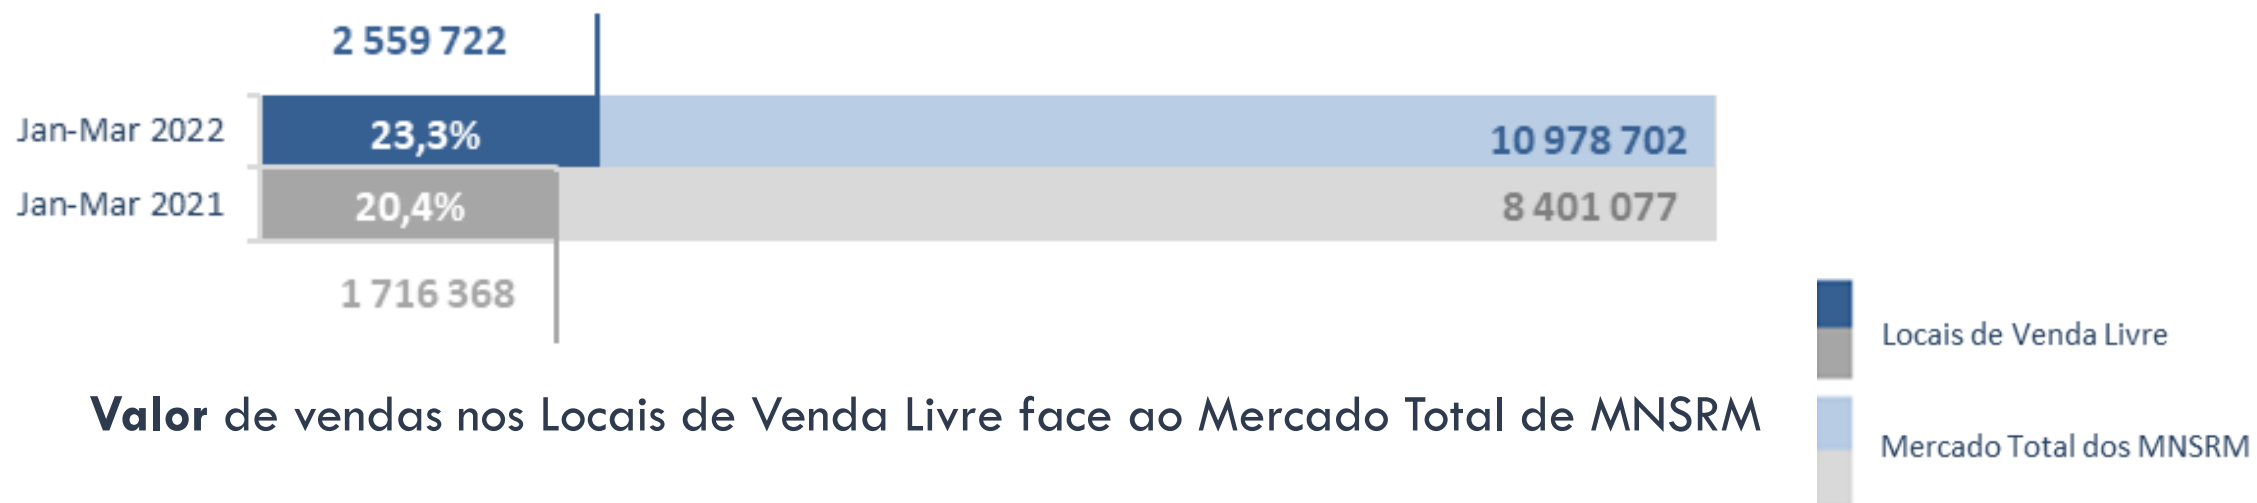 2 559 722
Jan-Mar 2022
23,3%
10 978 702
Jan-Mar 2021
20,4%
8 401 077
1 716 368
Locais de Venda Livre
Valor de vendas nos Locais de Venda Livre face ao Mercado Total de MNSRM
Mercado Total dos MNSRM